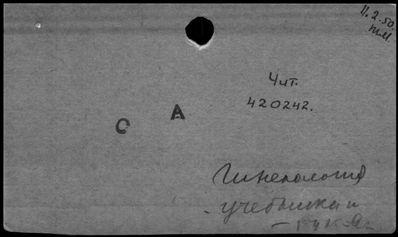 11.2.50.
Чит.
420242.
С А
Гинекология
учебники